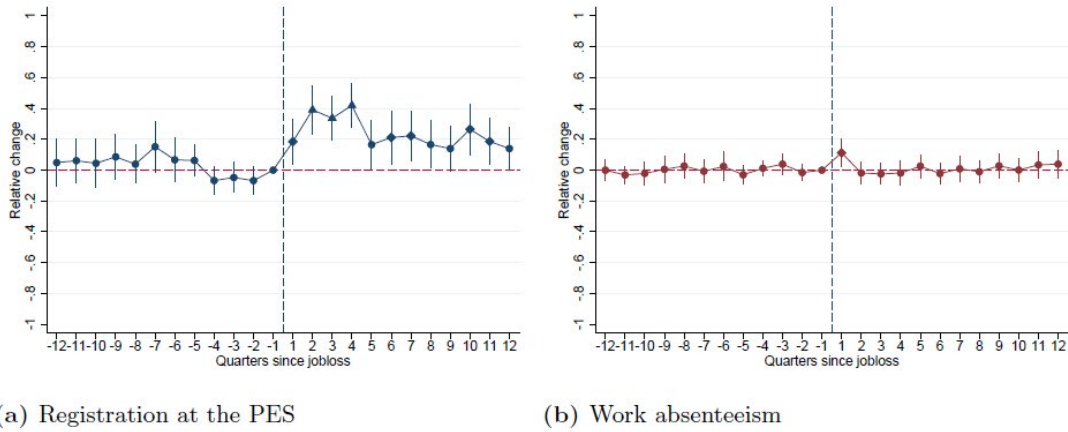 1
.8
.6
.4
.2
0
-.2
-.4
-.6
-.8
-1
Relative change
-12 -11 -10 -9 -8 -7 -6 -5 -4 -3 -2 -1 1 2 3 4 5 6 7 8 9 10 11 12
Quarters since jobloss
(a) Registration at the PES
1
.8
.6
.4
.2
0
-.2
-.4
-.6
-.8
-1
Relative change
-12 -11 -10 -9 -8 -7 -6 -5 -4 -3 -2 -1 1 2 3 4 5 6 7 8 9 10 11 12
Quarters since jobloss
(b) Work absenteeism